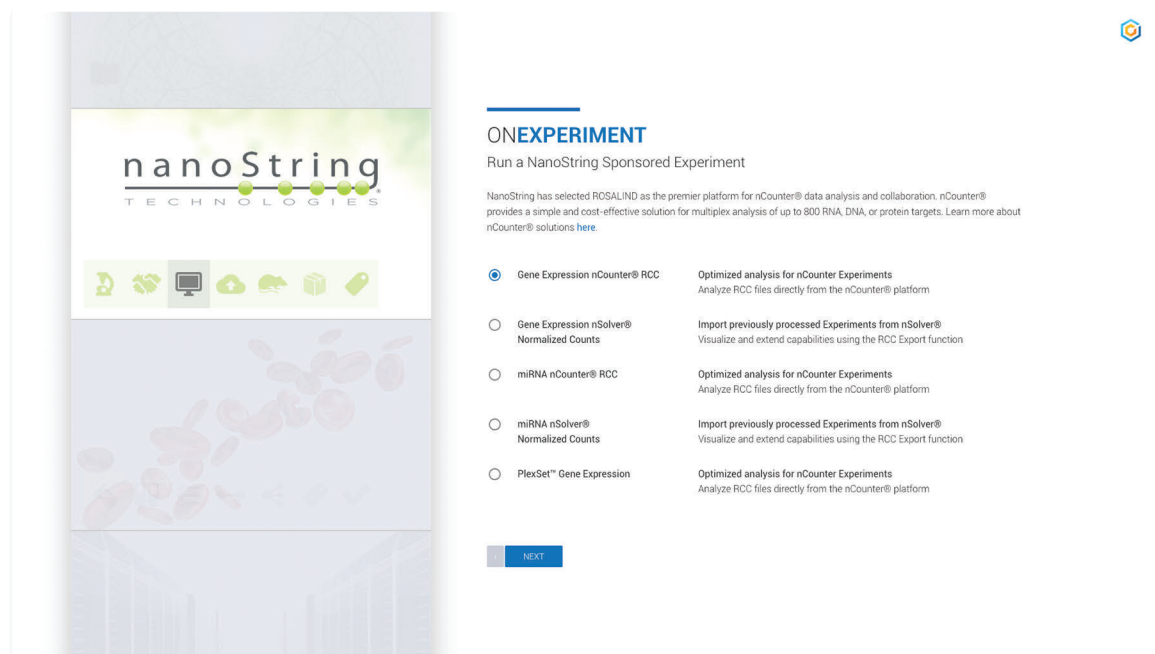 nanoString
TECHNOLOGIES
ONEXPERIMENT
Run a NanoString Sponsored Experiment
NanoString has selected ROSALIND as the premier platform for nCounter® data analysis and collaboration. nCounter®
provides a simple and cost-effective solution for multiplex analysis of up to 800 RNA, DNA, or protein targets. Learn more about
nCounter® solutions here.
Gene Expression nCounter® RCC
Optimized analysis for nCounter Experiments
Analyze RCC files directly from the nCounter® platform
Gene Expression nSolver®
Normalized Counts
Import previously processed Experiments from nSolver®
Visualize and extend capabilities using the RCC Export function
miRNA nCounter® RCC
Optimized analysis for nCounter Experiments
Analyze RCC files directly from the nCounter® platform
miRNA nSolver®
Normalized Counts
Import previously processed Experiments from nSolver®
Visualize and extend capabilities using the RCC Export function
PlexSet™ Gene Expression
Optimized analysis for nCounter Experiments
Analyze RCC files directly from the nCounter® platform
NEXT